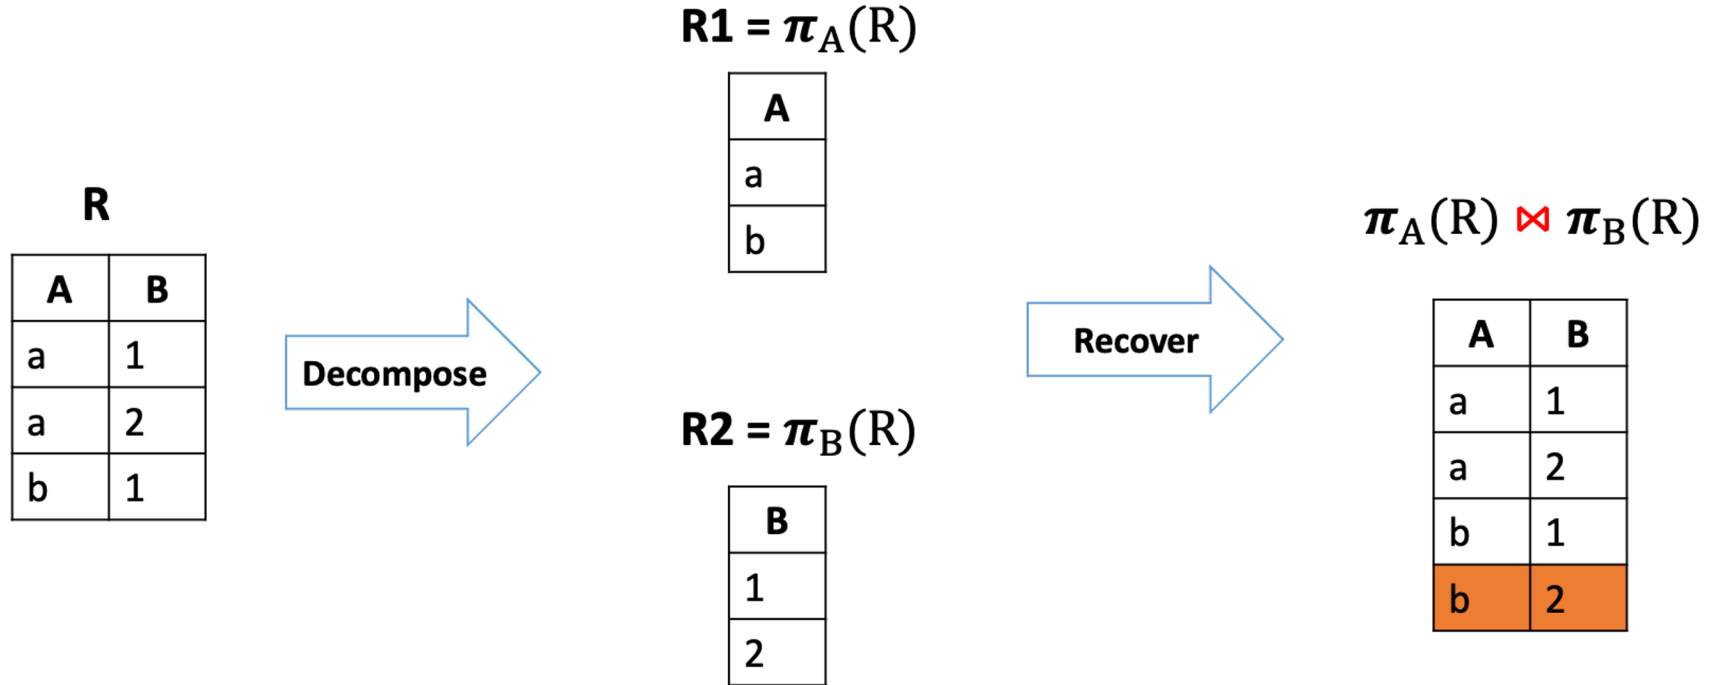 R
A B
a 1
a 2
b 1
Decompose
R1 = 𝝅A(R)
A
a
b
R2 = 𝝅B(R)
B
1
2
Recover
𝝅A(R) ⋈ 𝝅B(R)
A B
a 1
a 2
b 1
b 2